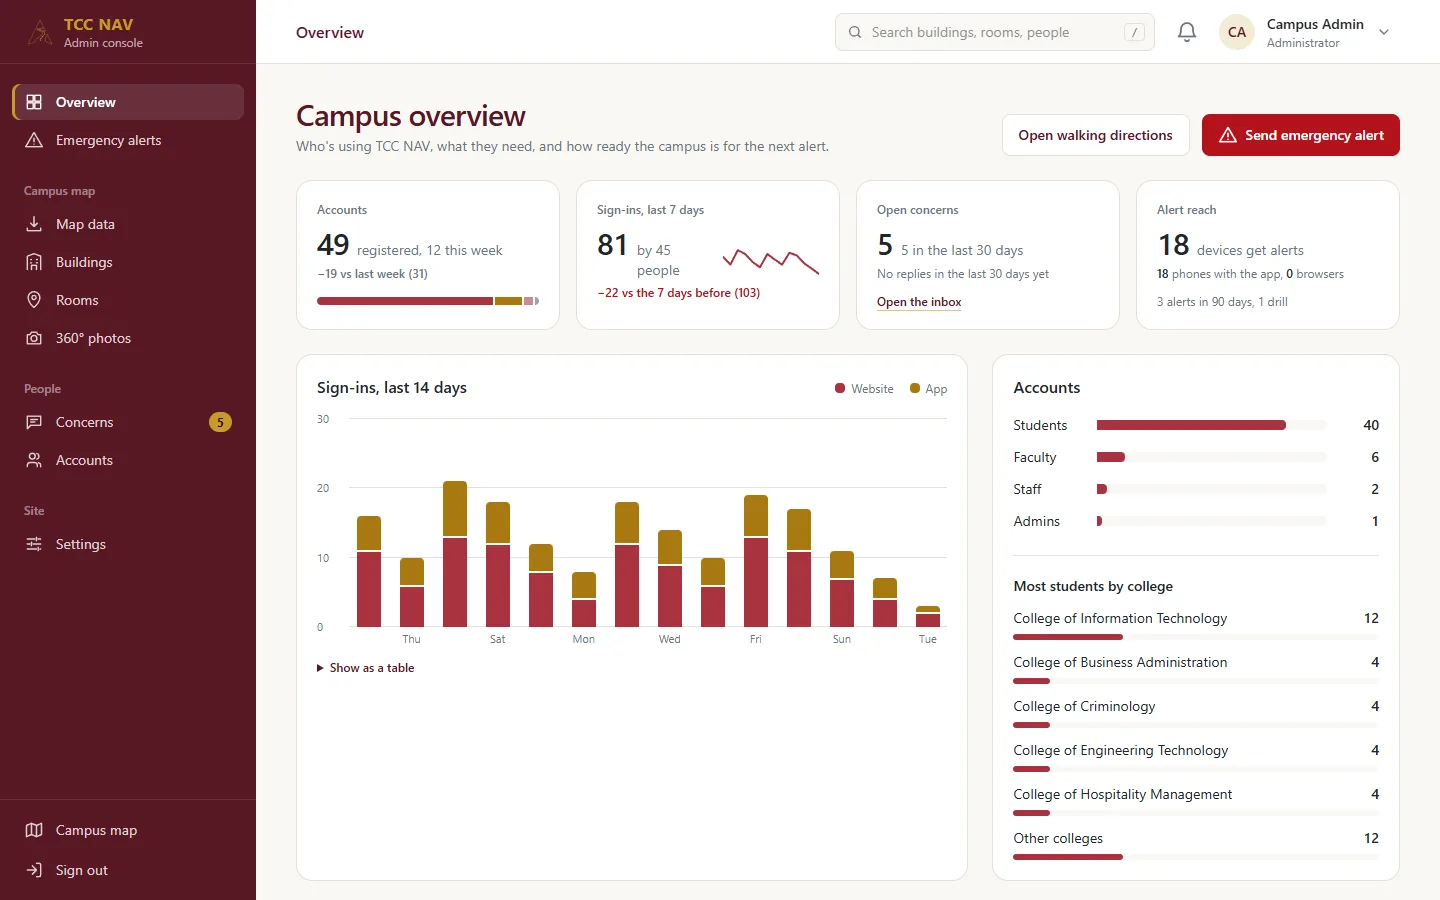 TCC NAV
Admin console
Overview
Emergency alerts
Campus map
Map data
Buildings
Rooms
360° photos
People
Concerns
5
Accounts
Site
Settings
Campus map
Sign out
Overview
Search buildings, rooms, people
/
CA
Campus Admin
Administrator
Campus overview
Who's using TCC NAV, what they need, and how ready the campus is for the next alert.
Open walking directions
Send emergency alert
Accounts
49 registered, 12 this week
−19 vs last week (31)
Sign-ins, last 7 days
81 by 45
people
−22 vs the 7 days before (103)
Open concerns
5 5 in the last 30 days
No replies in the last 30 days yet
Open the inbox
Alert reach
18 devices get alerts
18 phones with the app, 0 browsers
3 alerts in 90 days, 1 drill
Sign-ins, last 14 days
Website
App
30
20
10
0
Thu
Sat
Mon
Wed
Fri
Sun
Tue
Show as a table
Accounts
Students 40
Faculty 6
Staff 2
Admins 1
Most students by college
College of Information Technology 12
College of Business Administration 4
College of Criminology 4
College of Engineering Technology 4
College of Hospitality Management 4
Other colleges 12